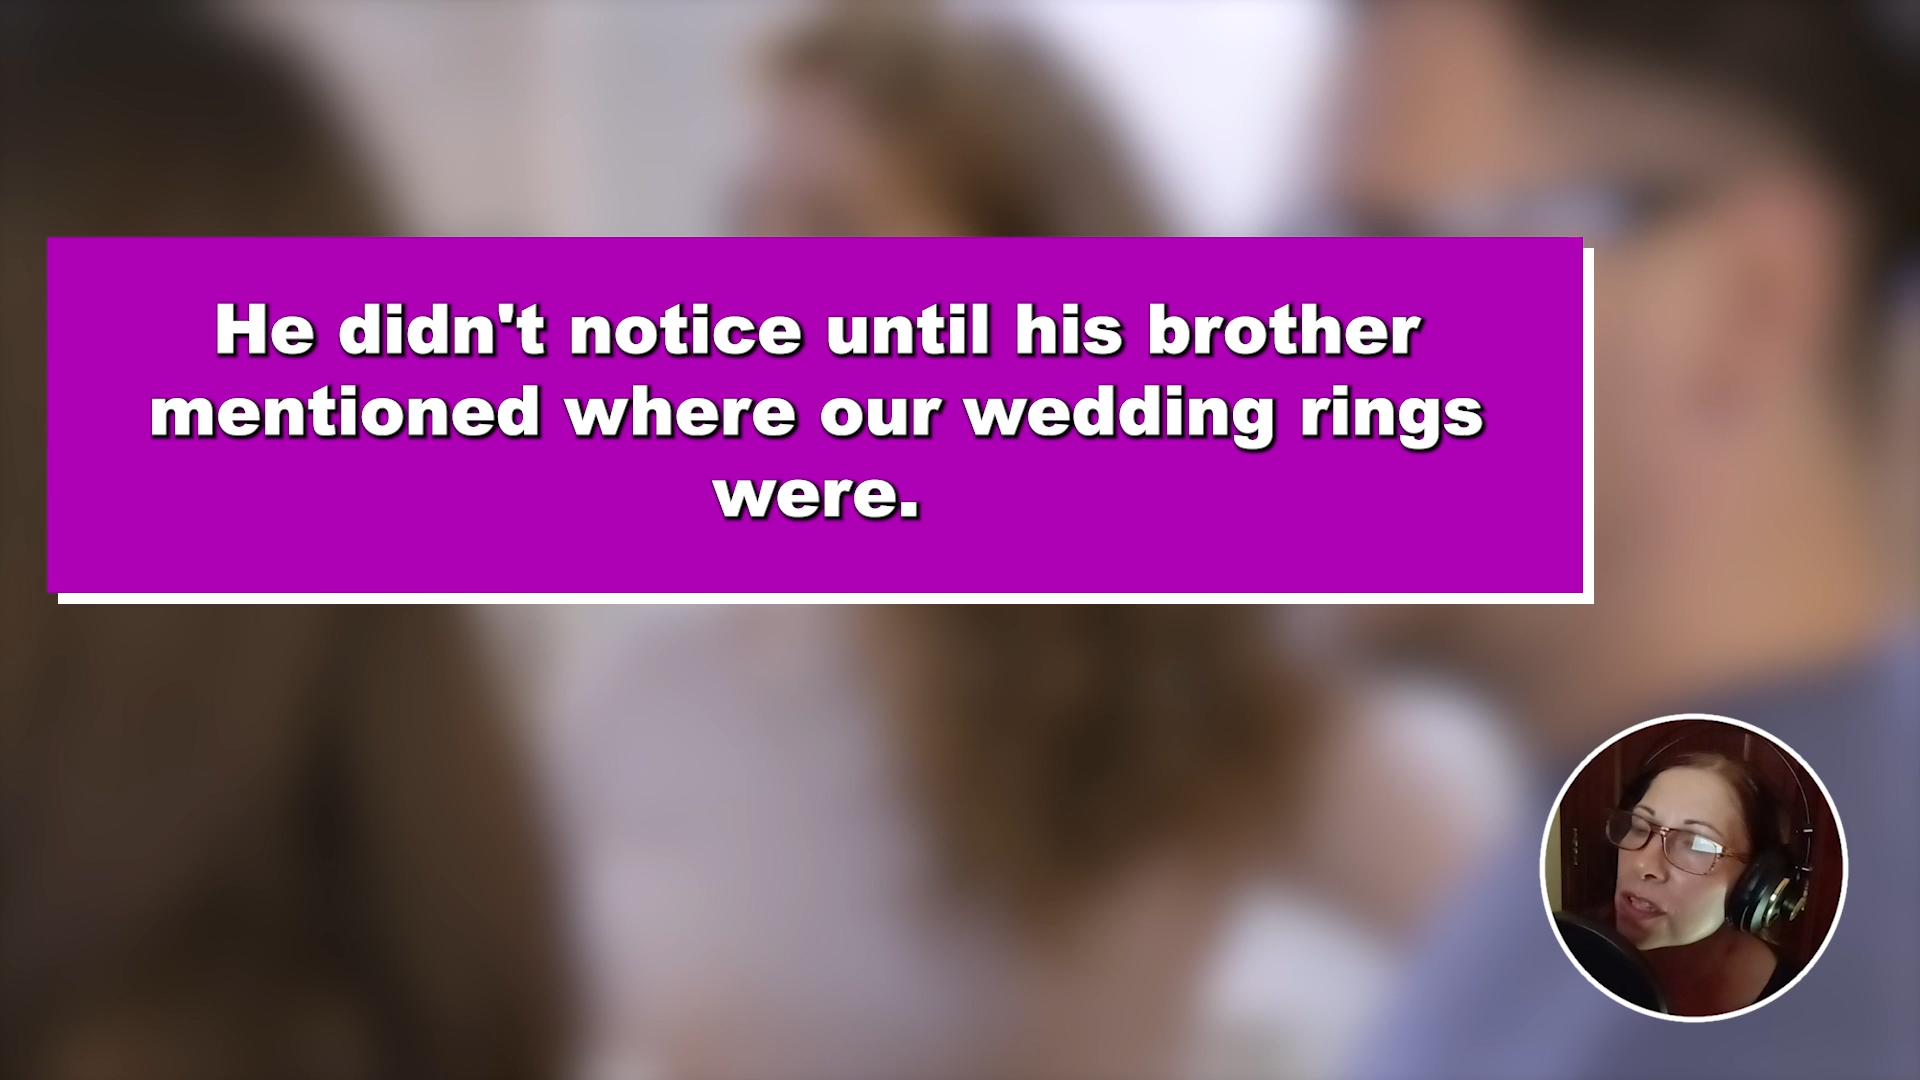 He didn't notice until his brother
mentioned where our wedding rings
were.